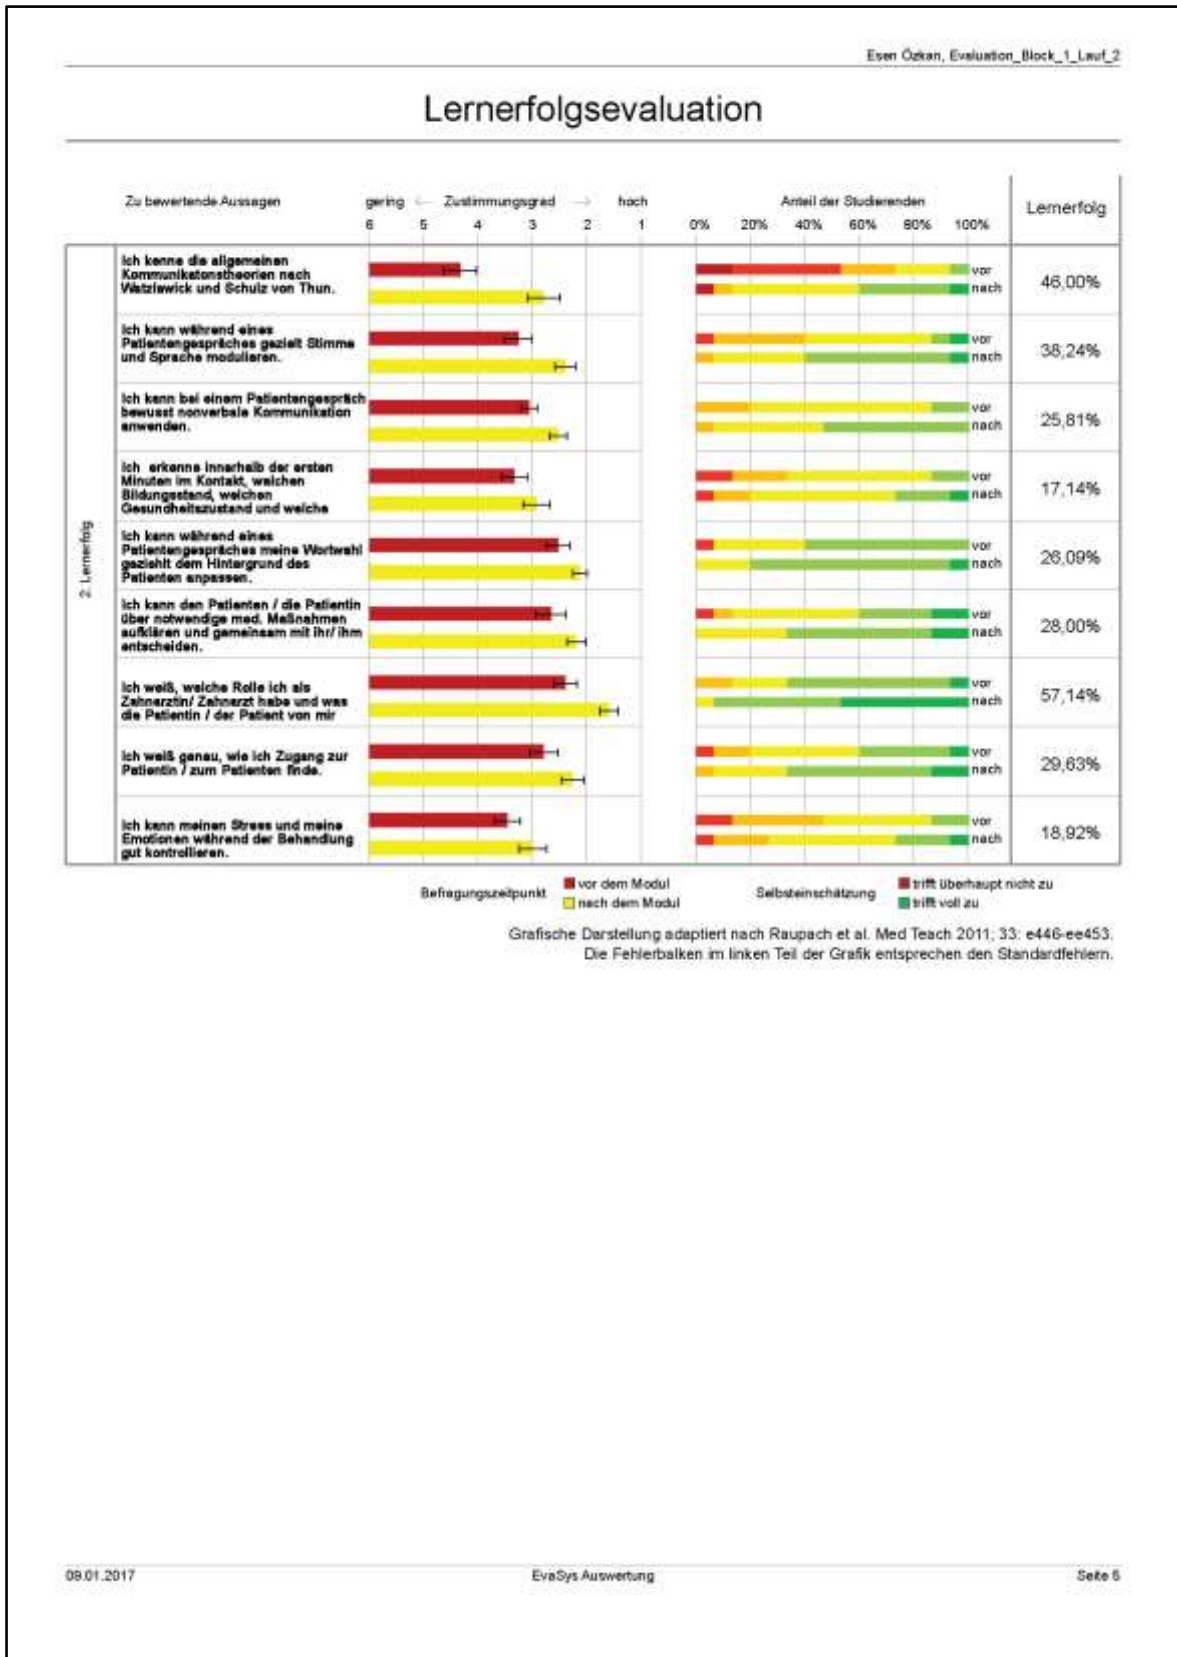 Esen Özkan, Evaluation_Block_1_Lauf_2
Lernerfolgsevaluation
Zu bewertende Aussagen
gering ← Zustimmungsgrad → hoch
6 5 4 3 2 1
Anteil der Studierenden
0% 20% 40% 60% 80% 100%
Lernerfolg
2. Lernerfolg
Ich kenne die allgemeinen
Kommunikatonstheorien nach
Watzlawick und Schulz von Thun.
vor
nach
46,00%
Ich kann während eines
Patientengespräches gezielt Stimme
und Sprache modulieren.
vor
nach
38,24%
Ich kann bei einem Patientengespräch
bewusst nonverbale Kommunikation
anwenden.
vor
nach
25,81%
Ich erkenne innerhalb der ersten
Minuten im Kontakt, welchen
Bildungsstand, welchen
Gesundheitszustand und welche
vor
nach
17,14%
Ich kann während eines
Patientengespräches meine Wortwahl
geziehlt dem Hintergrund des
Patienten anpassen.
vor
nach
26,09%
Ich kann den Patienten / die Patientin
über notwendige med. Maßnahmen
aufklären und gemeinsam mit ihr/ ihm
entscheiden.
vor
nach
28,00%
Ich weiß, welche Rolle ich als
Zahnärztin/ Zahnarzt habe und was
die Patientin / der Patient von mir
vor
nach
57,14%
Ich weiß genau, wie ich Zugang zur
Patientin / zum Patienten finde.
vor
nach
29,63%
Ich kann meinen Stress und meine
Emotionen während der Behandlung
gut kontrollieren.
vor
nach
18,92%
Befragungszeitpunkt
vor dem Modul
nach dem Modul
Selbsteinschätzung
trifft überhaupt nicht zu
trifft voll zu
Grafische Darstellung adaptiert nach Raupach et al. Med Teach 2011; 33: e446-ee453.
Die Fehlerbalken im linken Teil der Grafik entsprechen den Standardfehlern.
09.01.2017
EvaSys Auswertung
Seite 5